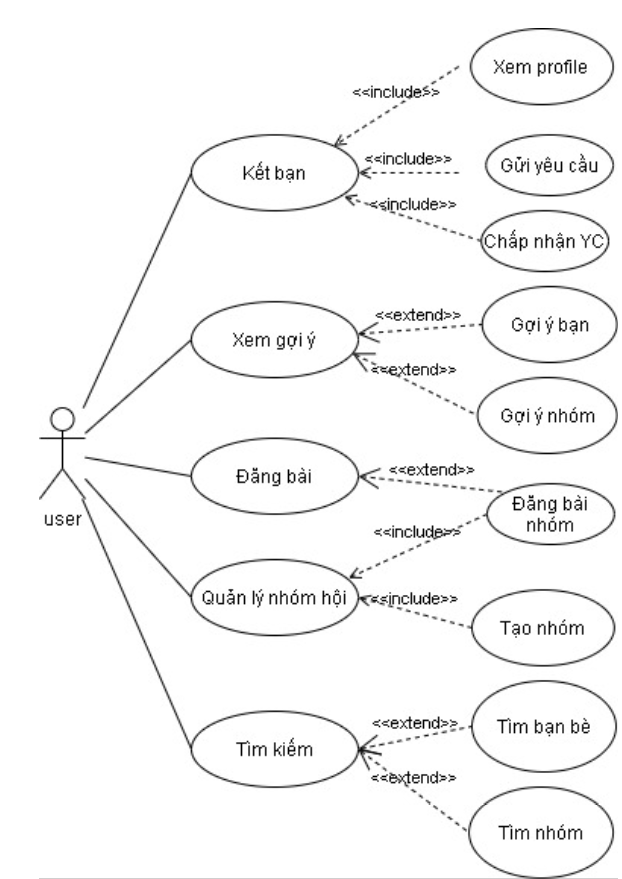 Xem profile
<<include>>
Kết bạn
<<include>>
Gửi yêu cầu
<<include>>
Chấp nhận YC
<<extend>>
Gợi ý bạn
Xem gợi ý
<<extend>>
Gợi ý nhóm
<<extend>>
Đăng bài
Đăng bài
nhóm
user
<<include>>
Quản lý nhóm hội
<<include>>
Tạo nhóm
<<extend>>
Tìm bạn bè
Tìm kiếm
<<extend>>
Tìm nhóm